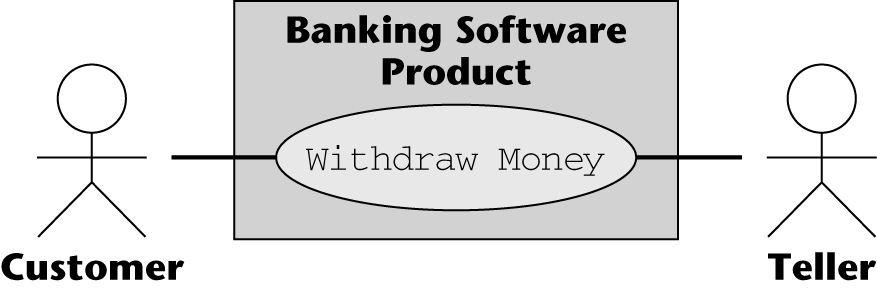 Banking Software
Product
Withdraw Money
Customer
Teller